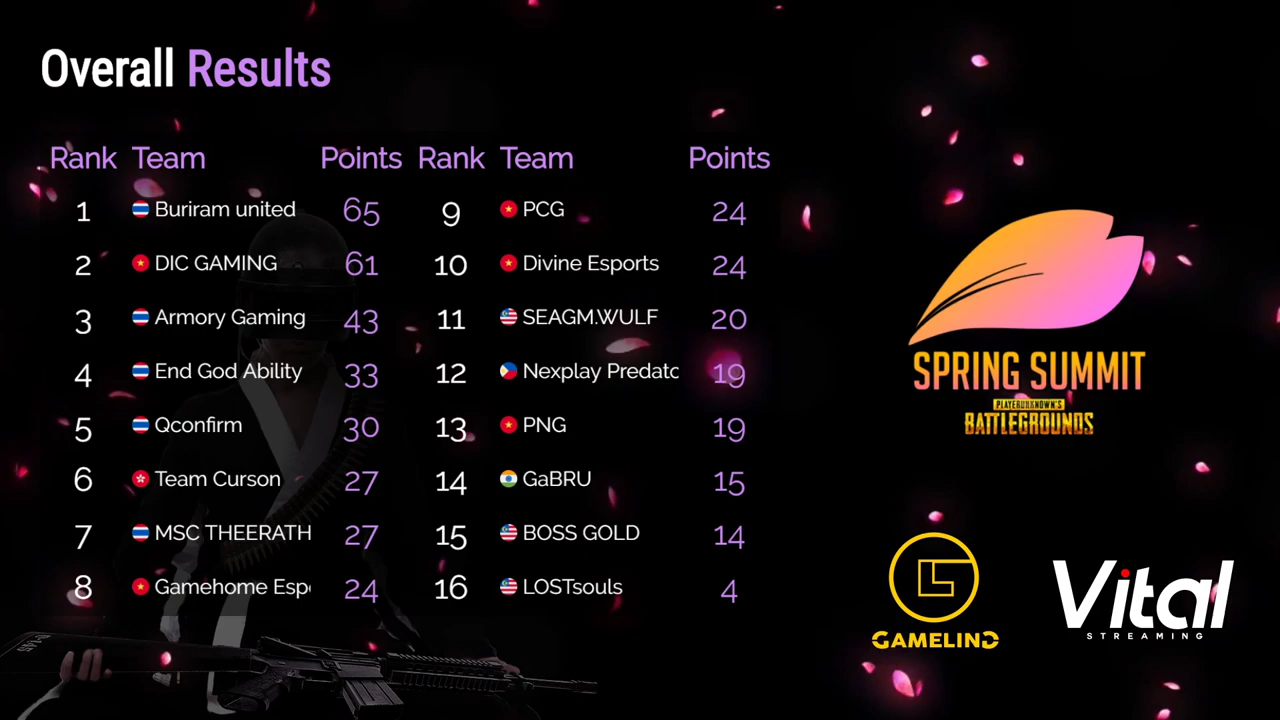 Overall Results
Rank Team Points Rank Team Points
1 Buriram united 65 9 PCG 24
2 DIC GAMING 61 10 Divine Esports 24
3 Armory Gaming 43 11 SEAGM.WULF 20
4 End God Ability 33 12 Nexplay Predatc 19
5 Qconfirm 30 13 PNG 19
6 Team Curson 27 14 GaBRU 15
7 MSC THEERATH 27 15 BOSS GOLD 14
8 Gamehome Esp 24 16 LOSTsouls 4
SPRING SUMMIT
PLAYERUNKNOWN'S
BATTLEGROUNDS
GAMELING
Vital
STREAMING